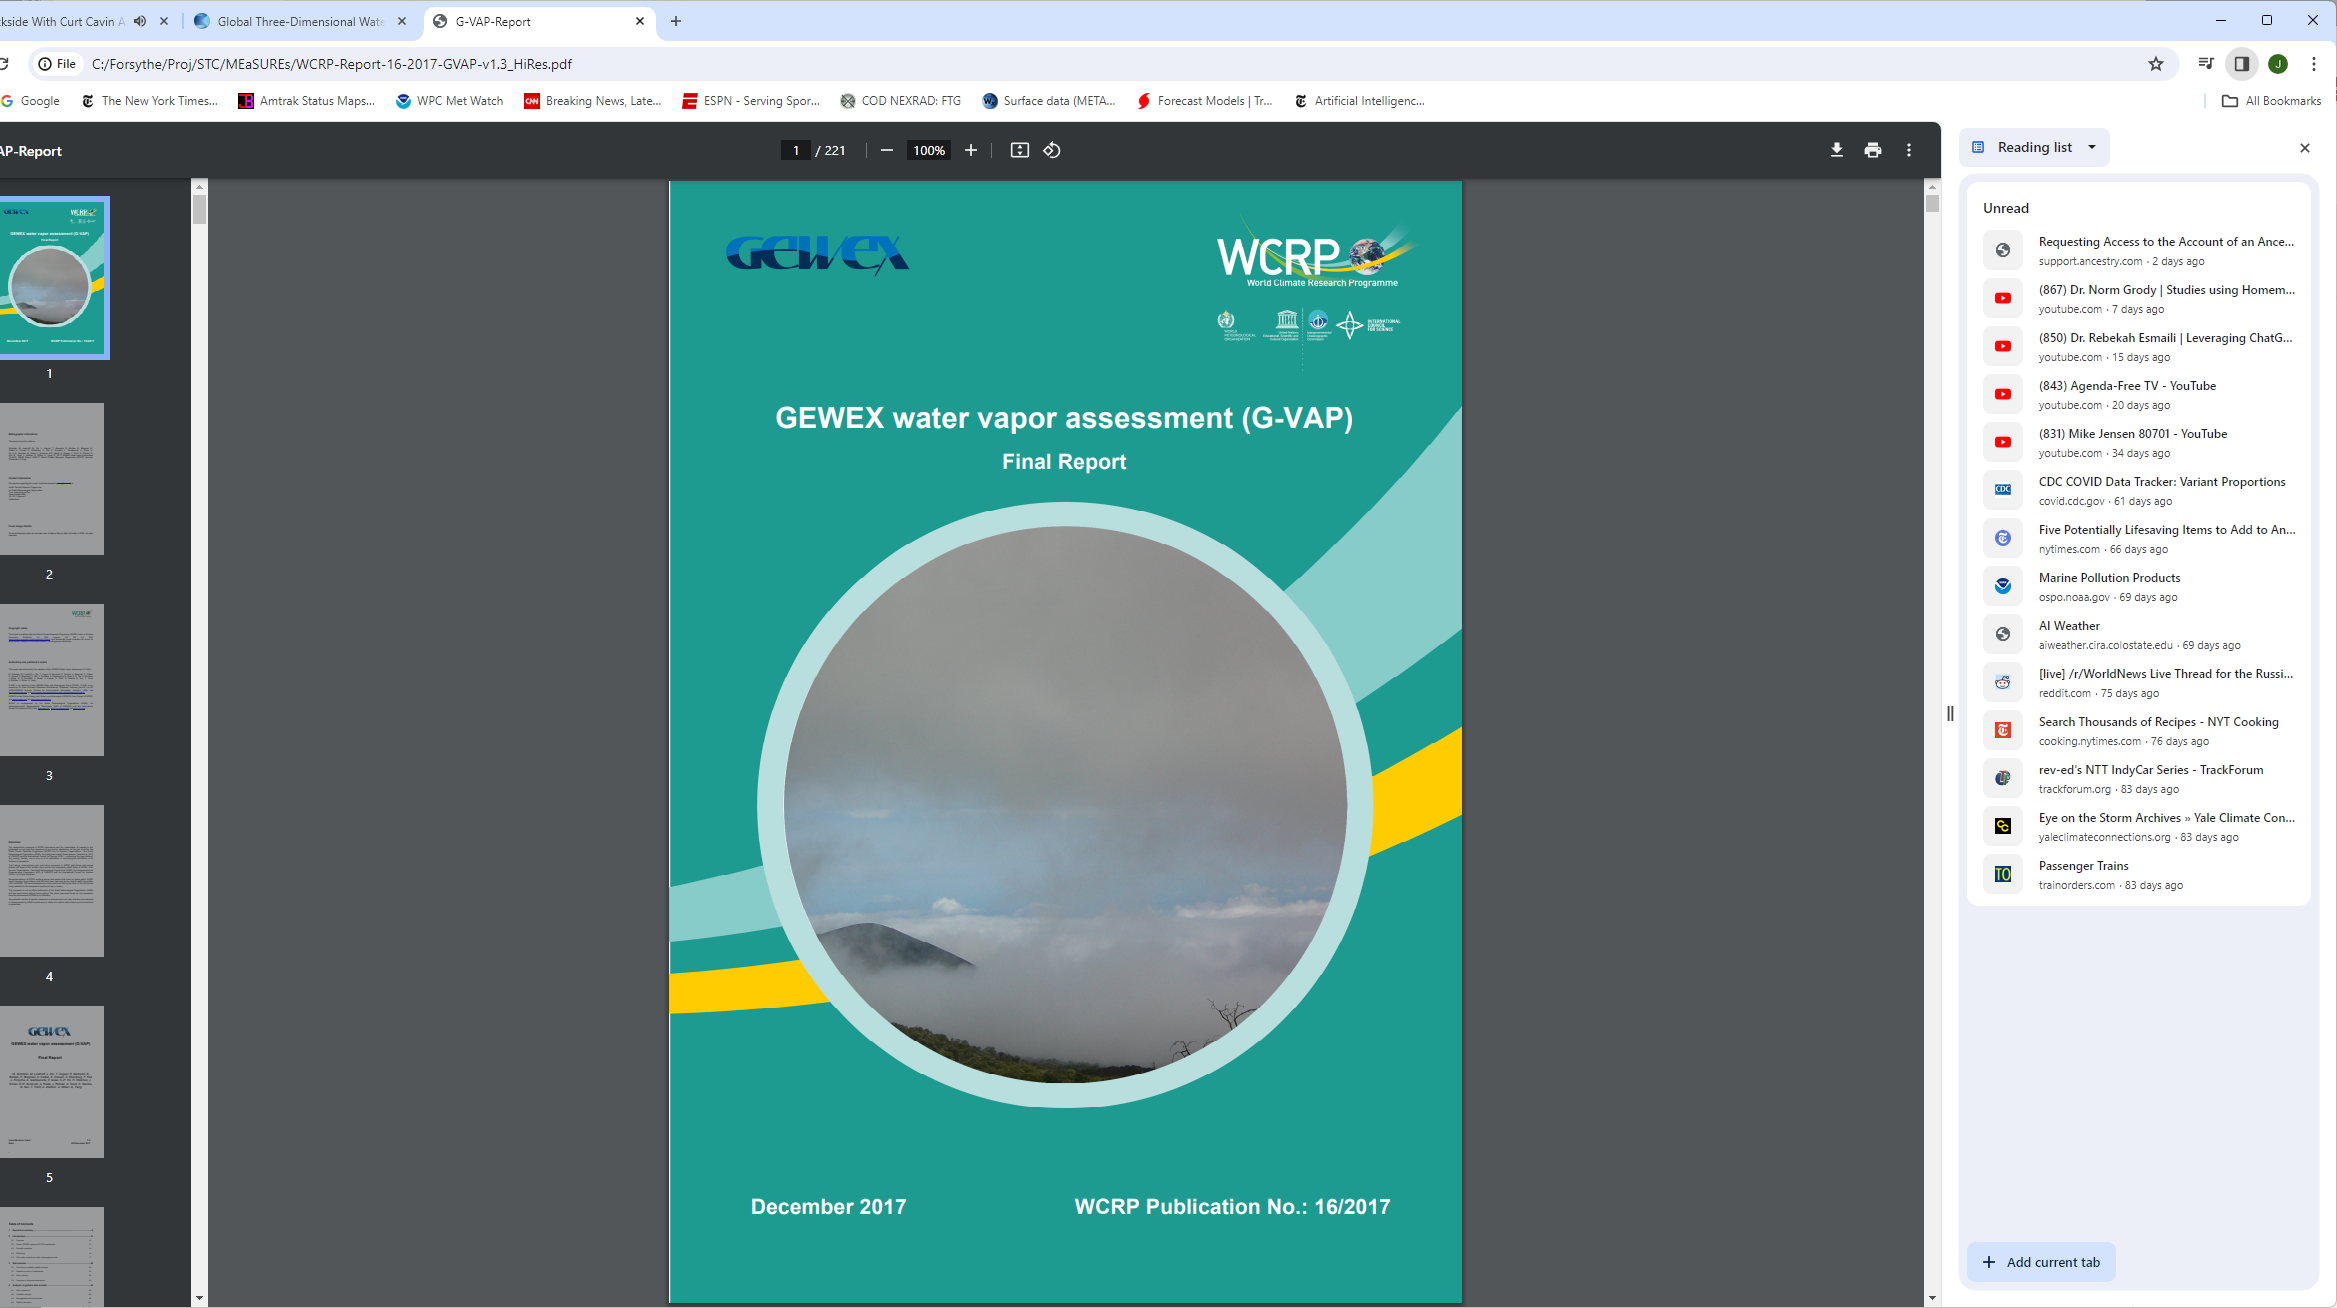 kside With Curt Cavin A
Global Three-Dimensional Wate
G-VAP-Report
File
C:/Forsythe/Proj/STC/MEaSUREs/WCRP-Report-16-2017-GVAP-v1.3_HiRes.pdf
J
Google
The New York Times...
Amtrak Status Maps...
WPC Met Watch
Breaking News, Late...
ESPN - Serving Spor...
COD NEXRAD: FTG
Surface data (META...
Forecast Models | Tr...
Artificial Intelligenc...
All Bookmarks
AP-Report
1 / 221
100%
Reading list
1
2
3
4
5
GEWEX
WCRP
World Climate Research Programme
INTERNATIONAL
COUNCIL
FOR SCIENCE
GEWEX water vapor assessment (G-VAP)
Final Report
December 2017
WCRP Publication No.: 16/2017
Unread
Requesting Access to the Account of an Ance...
support.ancestry.com · 2 days ago
(867) Dr. Norm Grody | Studies using Homem...
youtube.com · 7 days ago
(850) Dr. Rebekah Esmaili | Leveraging ChatG...
youtube.com · 15 days ago
(843) Agenda-Free TV - YouTube
youtube.com · 20 days ago
(831) Mike Jensen 80701 - YouTube
youtube.com · 34 days ago
CDC COVID Data Tracker: Variant Proportions
covid.cdc.gov · 61 days ago
Five Potentially Lifesaving Items to Add to An...
nytimes.com · 66 days ago
Marine Pollution Products
ospo.noaa.gov · 69 days ago
AI Weather
aiweather.cira.colostate.edu · 69 days ago
[live] /r/WorldNews Live Thread for the Russi...
reddit.com · 75 days ago
Search Thousands of Recipes - NYT Cooking
cooking.nytimes.com · 76 days ago
rev-ed's NTT IndyCar Series - TrackForum
trackforum.org · 83 days ago
Eye on the Storm Archives » Yale Climate Con...
yaleclimateconnections.org · 83 days ago
Passenger Trains
trainorders.com · 83 days ago
Add current tab